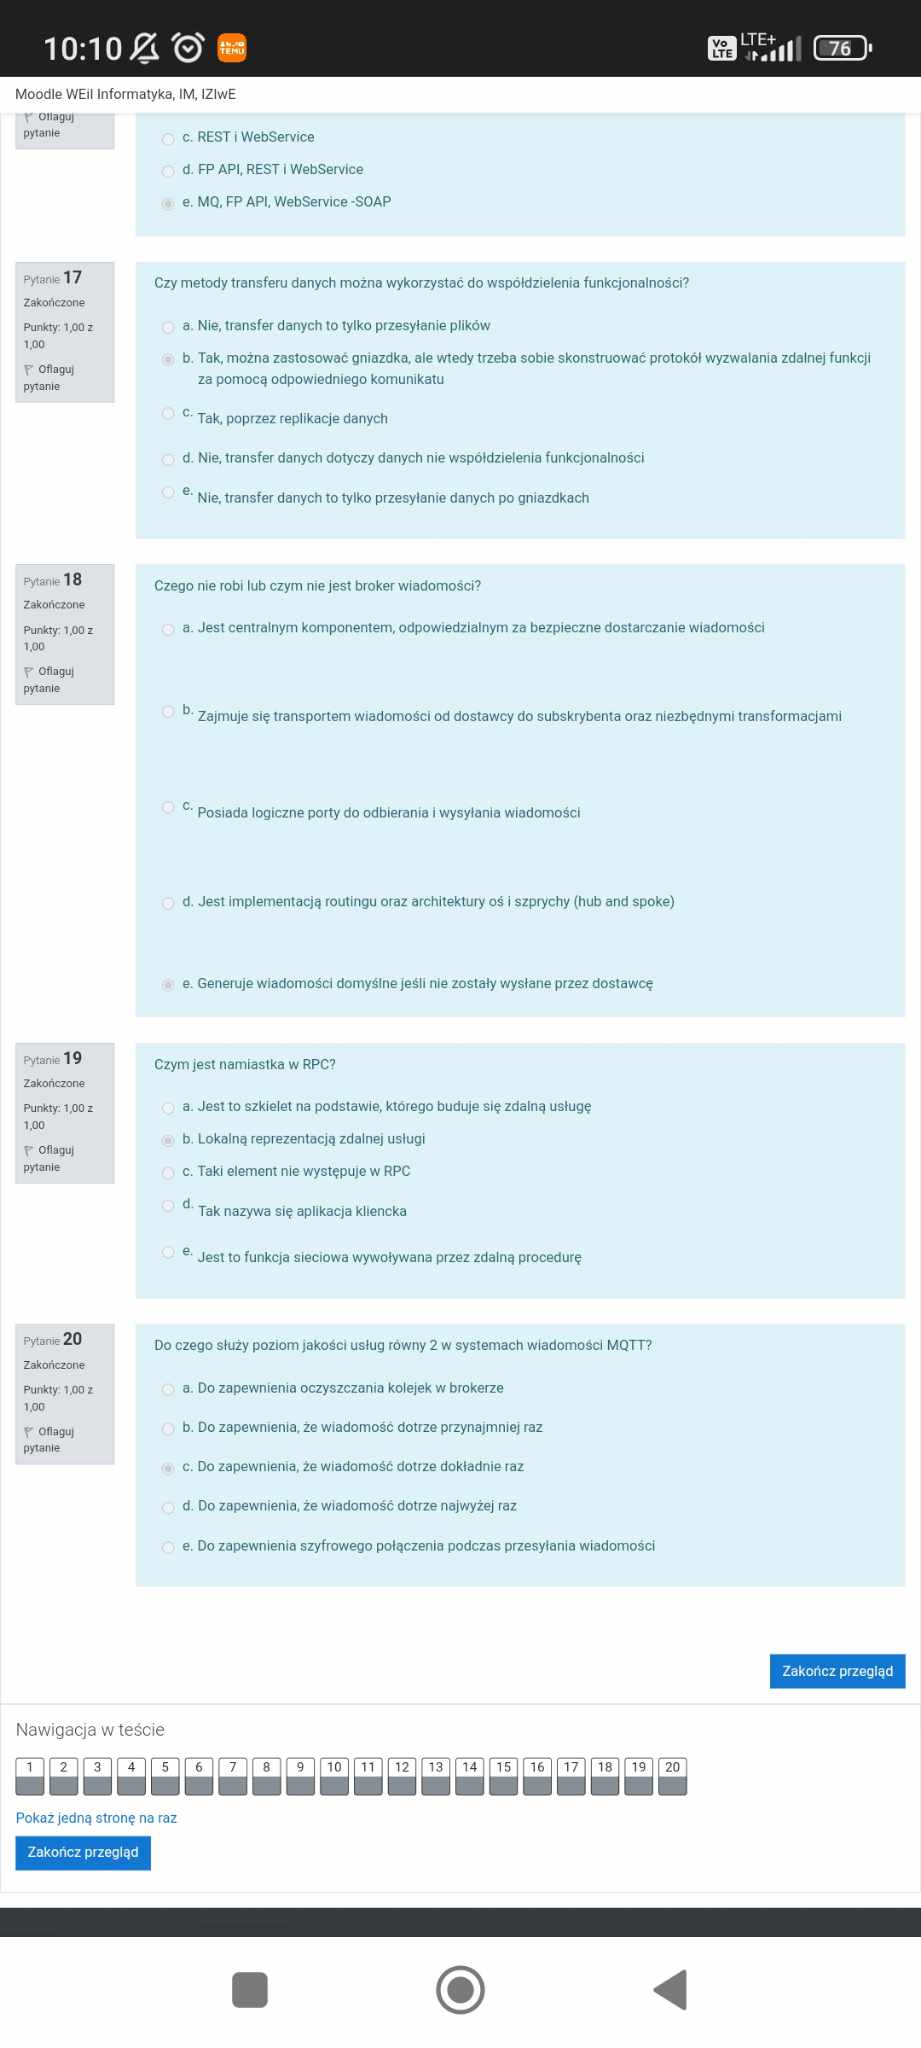 10:10
TEMU
Vo LTE
LTE+
76
Moodle WEiI Informatyka, IM, IZIwE
Oflaguj
pytanie
c. REST i WebService
d. FP API, REST i WebService
e. MQ, FP API, WebService -SOAP
Pytanie 17
Zakończone
Punkty: 1,00 z
1,00
Oflaguj
pytanie
Czy metody transferu danych można wykorzystać do współdzielenia funkcjonalności?
a. Nie, transfer danych to tylko przesyłanie plików
b. Tak, można zastosować gniazdka, ale wtedy trzeba sobie skonstruować protokół wyzwalania zdalnej funkcji
za pomocą odpowiedniego komunikatu
c. Tak, poprzez replikacje danych
d. Nie, transfer danych dotyczy danych nie współdzielenia funkcjonalności
e. Nie, transfer danych to tylko przesyłanie danych po gniazdkach
Pytanie 18
Zakończone
Punkty: 1,00 z
1,00
Oflaguj
pytanie
Czego nie robi lub czym nie jest broker wiadomości?
a. Jest centralnym komponentem, odpowiedzialnym za bezpieczne dostarczanie wiadomości
b. Zajmuje się transportem wiadomości od dostawcy do subskrybenta oraz niezbędnymi transformacjami
c. Posiada logiczne porty do odbierania i wysyłania wiadomości
d. Jest implementacją routingu oraz architektury oś i szprychy (hub and spoke)
e. Generuje wiadomości domyślne jeśli nie zostały wysłane przez dostawcę
Pytanie 19
Zakończone
Punkty: 1,00 z
1,00
Oflaguj
pytanie
Czym jest namiastka w RPC?
a. Jest to szkielet na podstawie, którego buduje się zdalną usługę
b. Lokalną reprezentacją zdalnej usługi
c. Taki element nie występuje w RPC
d. Tak nazywa się aplikacja kliencka
e. Jest to funkcja sieciowa wywoływana przez zdalną procedurę
Pytanie 20
Zakończone
Punkty: 1,00 z
1,00
Oflaguj
pytanie
Do czego służy poziom jakości usług równy 2 w systemach wiadomości MQTT?
a. Do zapewnienia oczyszczania kolejek w brokerze
b. Do zapewnienia, że wiadomość dotrze przynajmniej raz
c. Do zapewnienia, że wiadomość dotrze dokładnie raz
d. Do zapewnienia, że wiadomość dotrze najwyżej raz
e. Do zapewnienia szyfrowego połączenia podczas przesyłania wiadomości
Zakończ przegląd
Nawigacja w teście
1 2 3 4 5 6 7 8 9 10 11 12 13 14 15 16 17 18 19 20
Pokaż jedną stronę na raz
Zakończ przegląd